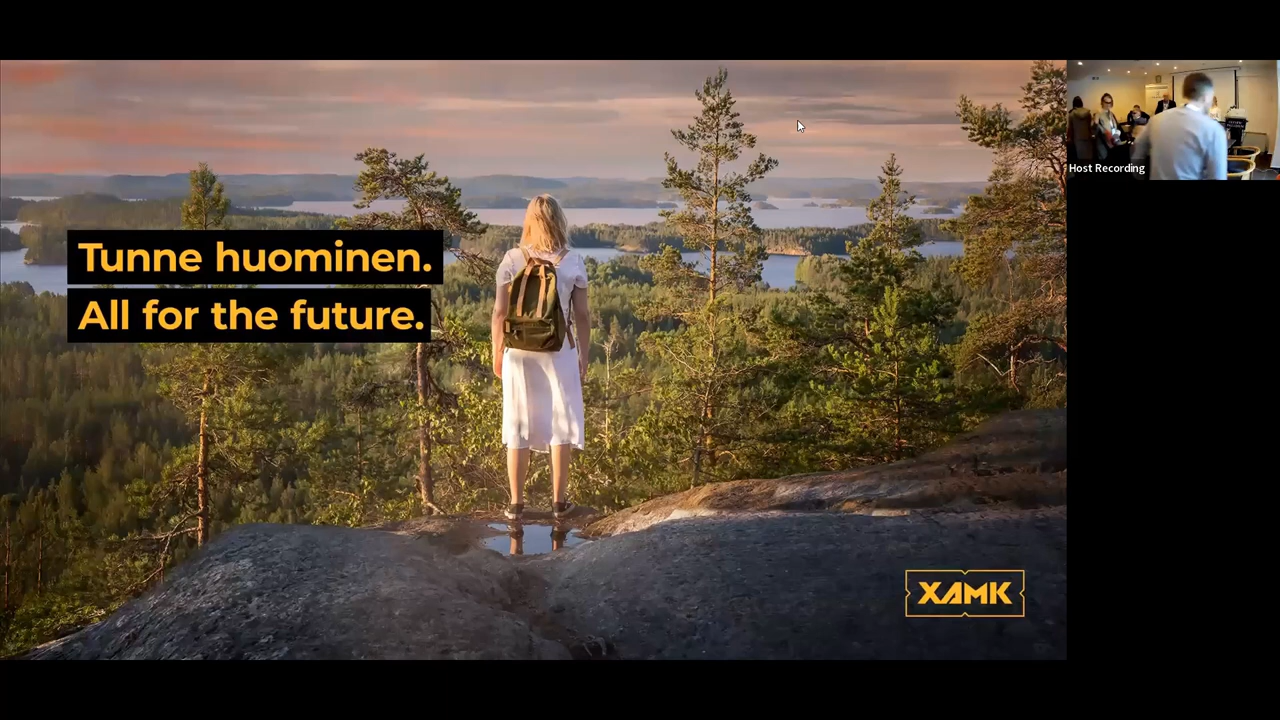 Tunne huominen.
All for the future.
XAMK
Host Recording